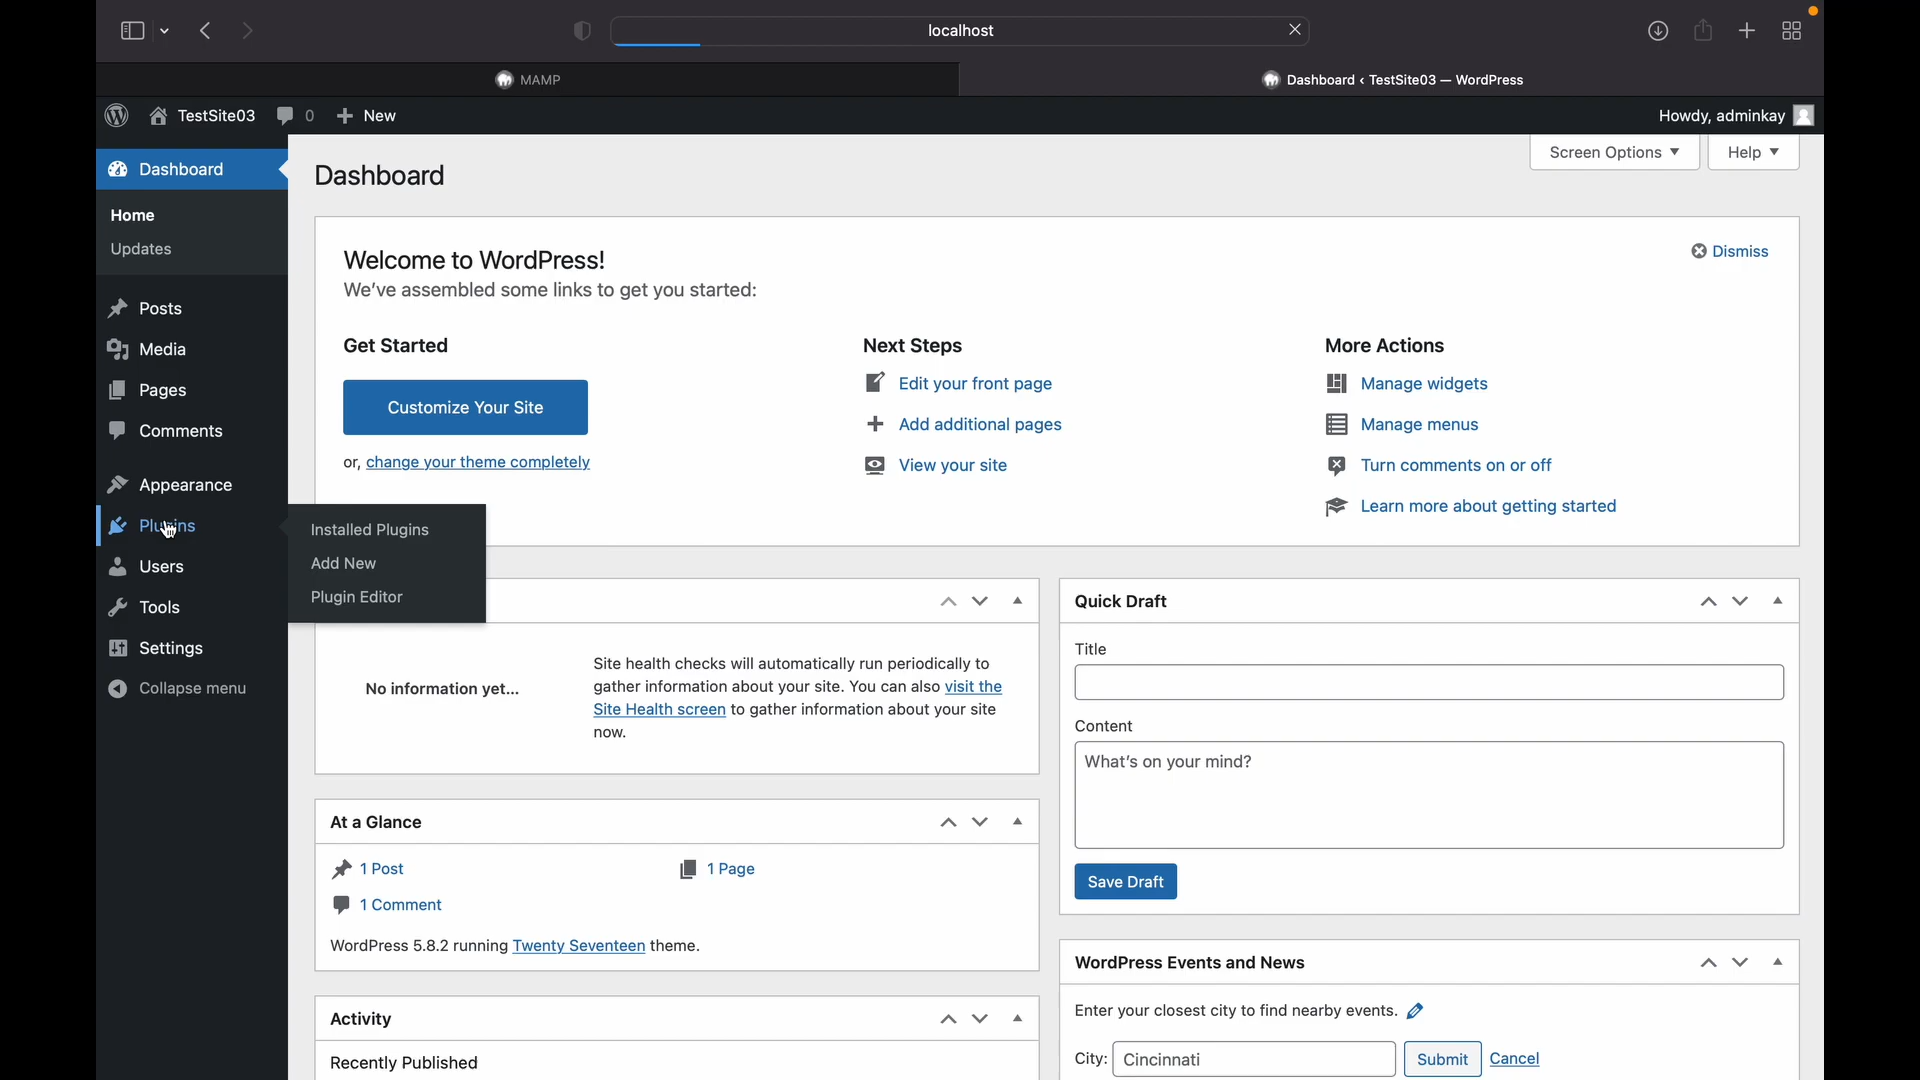 localhost
MAMP
Dashboard ‹ TestSite03 — WordPress
TestSite03 0 New
Howdy, adminkay
Dashboard
Home
Updates
Posts
Media
Pages
Comments
Appearance
Plugins
Users
Tools
Settings
Collapse menu
Installed Plugins
Add New
Plugin Editor
Screen Options
Help
Dashboard
Welcome to WordPress!
We've assembled some links to get you started:
Dismiss
Get Started
Customize Your Site
or, change your theme completely
Next Steps
Edit your front page
Add additional pages
View your site
More Actions
Manage widgets
Manage menus
Turn comments on or off
Learn more about getting started
No information yet...
Site health checks will automatically run periodically to
gather information about your site. You can also visit the
Site Health screen to gather information about your site
now.
At a Glance
1 Post
1 Page
1 Comment
WordPress 5.8.2 running Twenty Seventeen theme.
Activity
Recently Published
Quick Draft
Title
Content
What's on your mind?
Save Draft
WordPress Events and News
Enter your closest city to find nearby events.
City: Cincinnati Submit Cancel